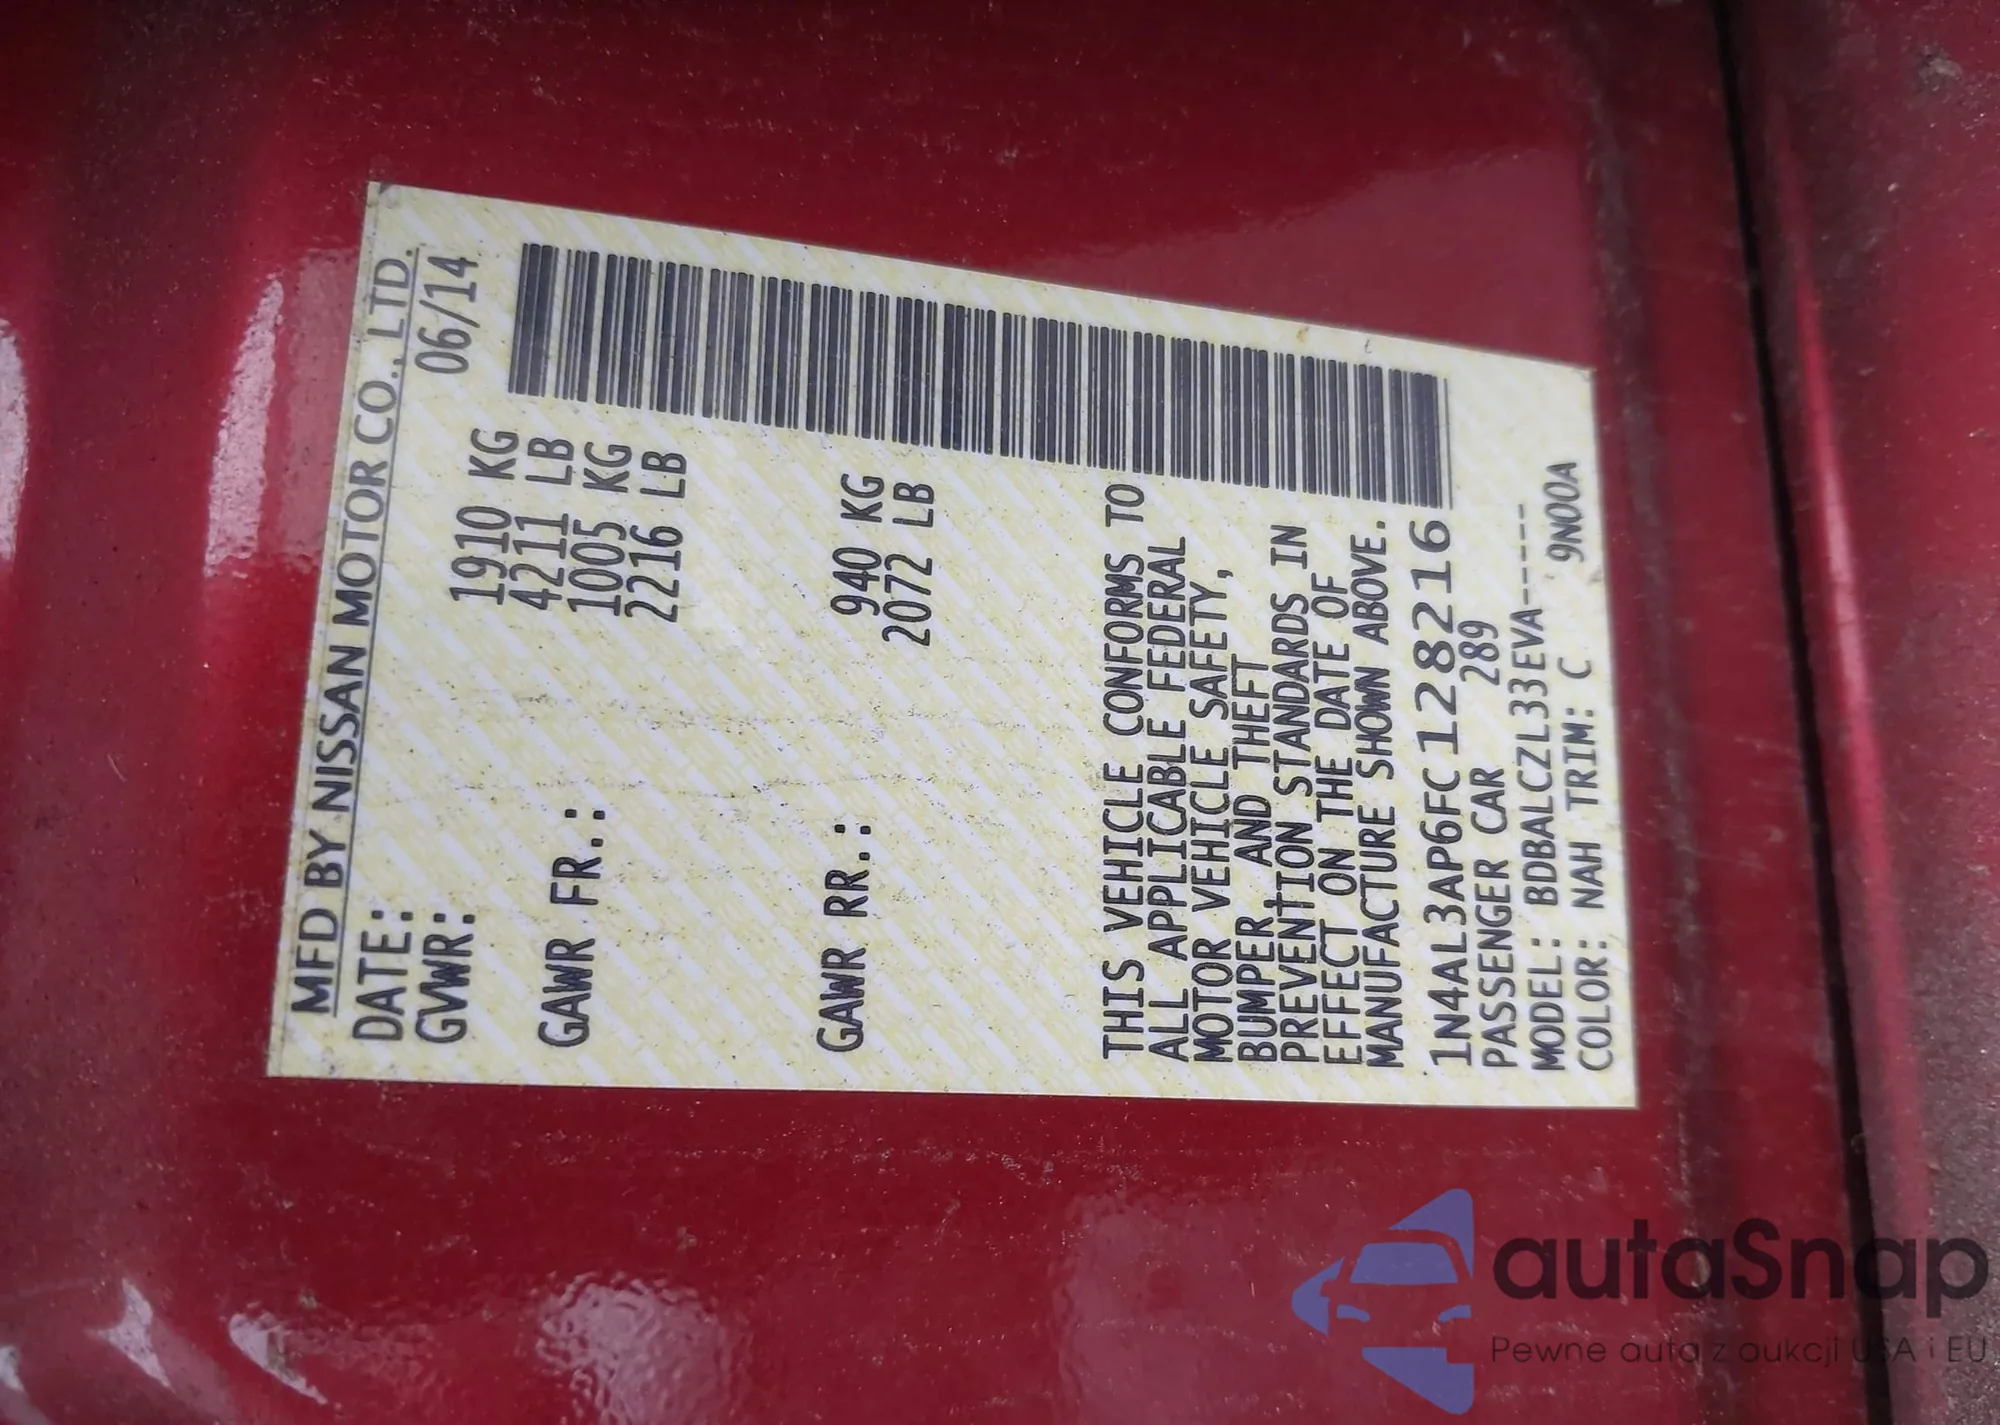 MFD BY NISSAN MOTOR CO., LTD.
DATE: 06/14
GVWR: 1910 KG
4211 LB
GAWR FR.: 1005 KG
2216 LB
GAWR RR.: 940 KG
2072 LB
THIS VEHICLE CONFORMS TO
ALL APPLICABLE FEDERAL
MOTOR VEHICLE SAFETY,
BUMPER, AND THEFT
PREVENTION STANDARDS IN
EFFECT ON THE DATE OF
MANUFACTURE SHOWN ABOVE.
1N4AL3AP6FC128216
PASSENGER CAR 289
MODEL: BDBALCZL33EVA-----
COLOR: NAH TRIM: C 9N00A
autaSnap
Pewne auta z aukcji USA i EU